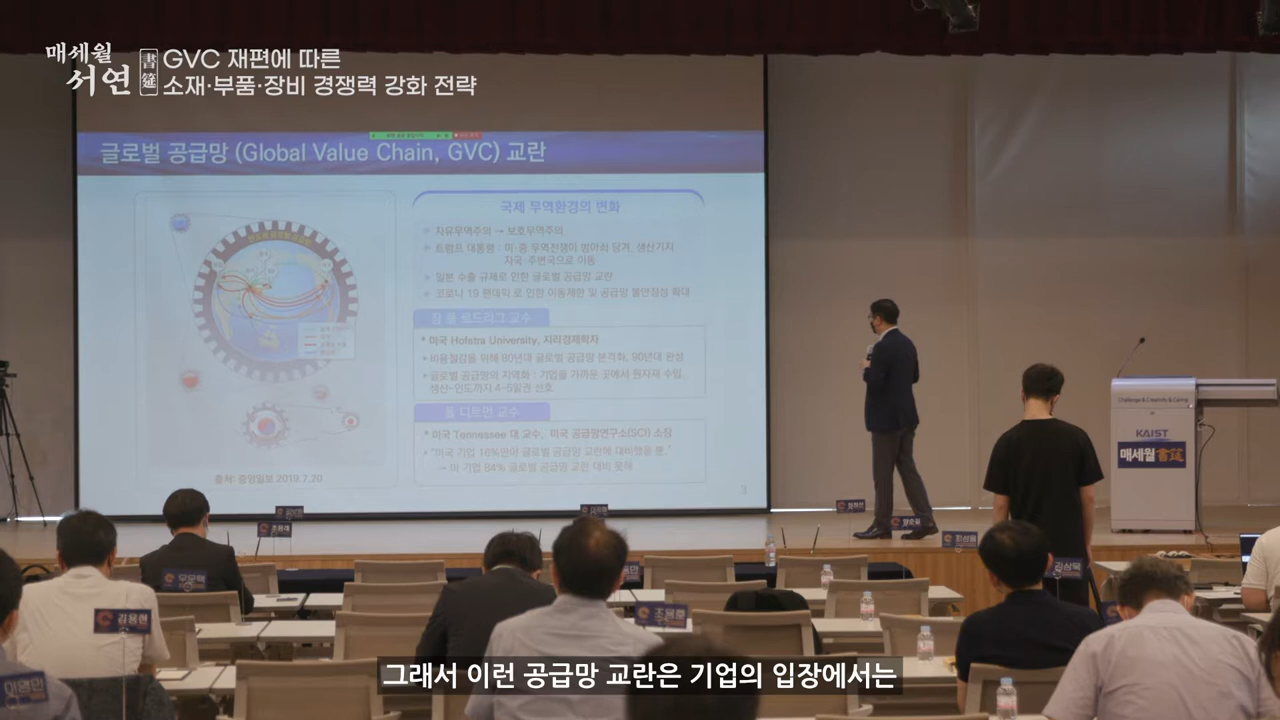 매세월
서연
書筵
GVC 재편에 따른
소재·부품·장비 경쟁력 강화 전략
글로벌 공급망 (Global Value Chain, GVC) 교란
국제 무역환경의 변화
자유무역주의 → 보호무역주의
트럼프 대통령 : 미·중 무역전쟁이 방아쇠 당겨, 생산기지
자국·주변국으로 이동
일본 수출 규제로 인한 글로벌 공급망 교란
코로나 19 팬데믹 로 인한 이동제한 및 공급망 불안정성 확대
장 폴 로드리그 교수
미국 Hofstra University, 지리경제학자
비용절감을 위해 80년대 글로벌 공급망 본격화, 90년대 완성
글로벌 공급망의 지역화 : 기업들 가까운 곳에서 원자재 수입,
생산~인도까지 4~5일권 선호
폴 디트먼 교수
미국 Tennessee 대 교수, 미국 공급망연구소(SCI) 소장
"미국 기업 16%만이 글로벌 공급망 교란에 대비했을 뿐."
→ 미 기업 84% 글로벌 공급망 교란 대비 못해
출처: 중앙일보 2019.7.20
3
Challenge & Creativity & Caring
KAIST
매세월書筵
김용현
김상욱
그래서 이런 공급망 교란은 기업의 입장에서는